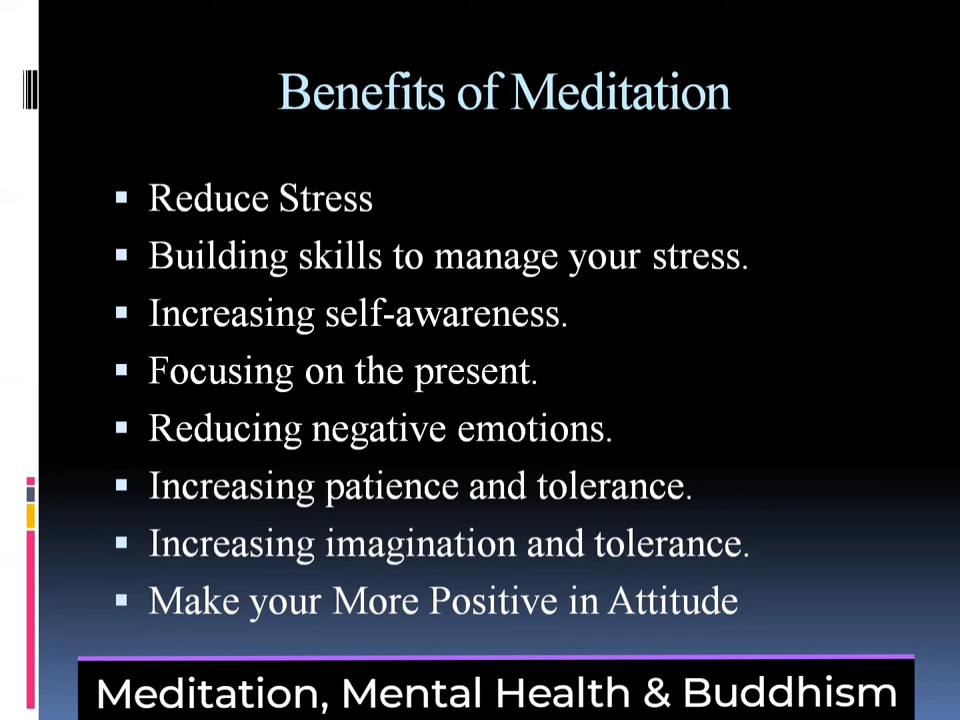 Benefits of Meditation
Reduce Stress
Building skills to manage your stress.
Increasing self-awareness.
Focusing on the present.
Reducing negative emotions.
Increasing patience and tolerance.
Increasing imagination and tolerance.
Make your More Positive in Attitude
Meditation, Mental Health & Buddhism